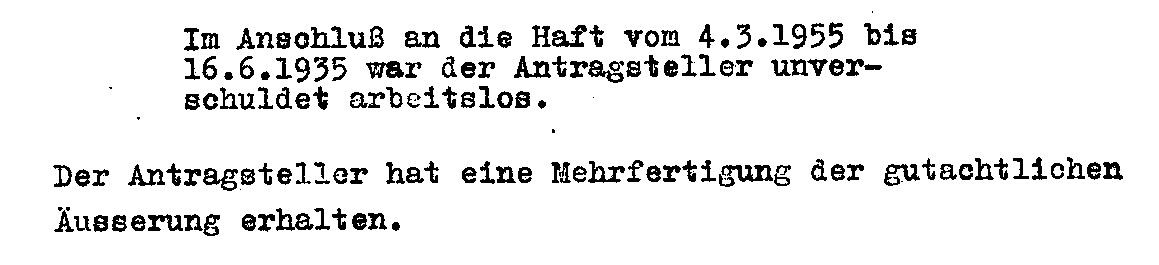 Im Anschluß an die Haft vom 4.3.1955 bis
16.6.1935 war der Antragsteller unver-
schuldet arbeitslos.
Der Antragsteller hat eine Mehrfertigung der gutachtlichen
Äusserung erhalten.